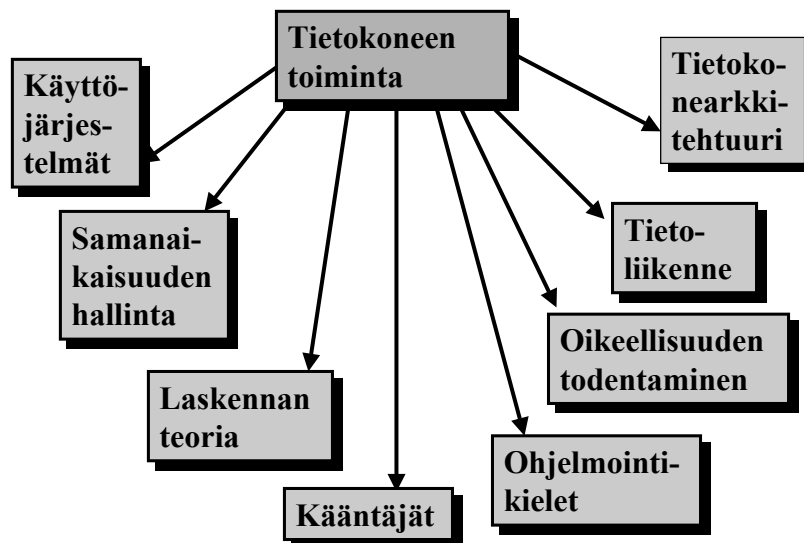 Tietokoneen
toiminta
Käyttö-
järjes-
telmät
Tietoko-
nearkki-
tehtuuri
Samanai-
kaisuuden
hallinta
Tieto-
liikenne
Oikeellisuuden
todentaminen
Laskennan
teoria
Ohjelmointi-
kielet
Kääntäjät